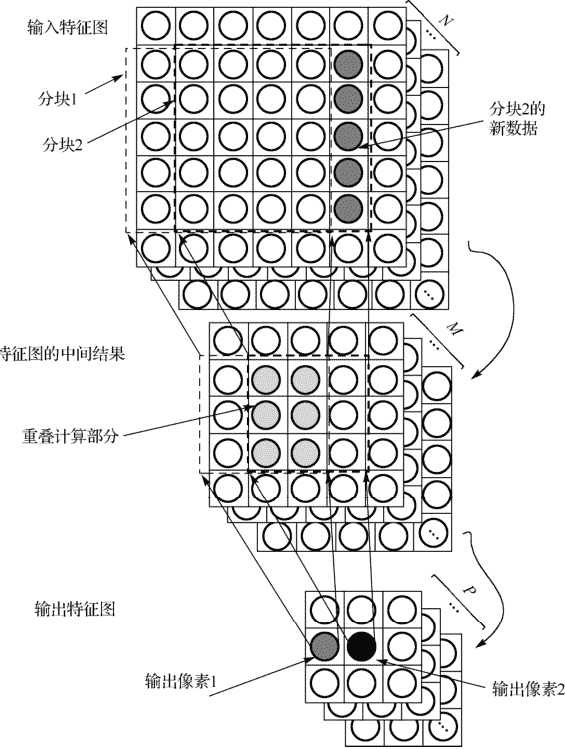 输入特征图
N
...
分块1
分块2
分块2的
新数据
...
M
...
特征图的中间结果
重叠计算部分
...
P
...
输出特征图
输出像素1
输出像素2
...